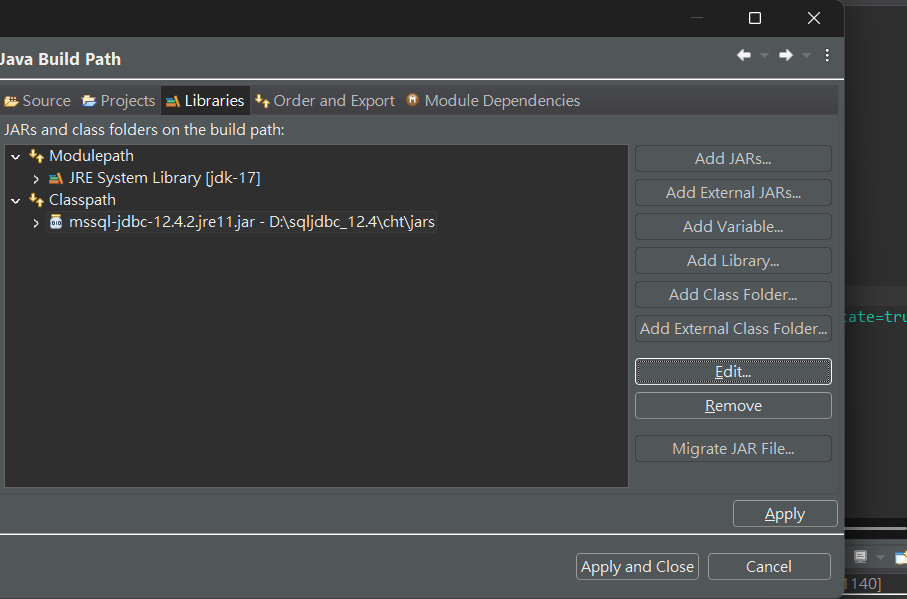 Java Build Path
Source Projects Libraries Order and Export Module Dependencies
JARs and class folders on the build path:
Modulepath
JRE System Library [jdk-17]
Classpath
mssql-jdbc-12.4.2.jre11.jar - D:\sqljdbc_12.4\cht\jars
Add JARs...
Add External JARs...
Add Variable...
Add Library...
Add Class Folder...
Add External Class Folder...
Edit...
Remove
Migrate JAR File...
Apply
Apply and Close Cancel
cate=tru
1140]